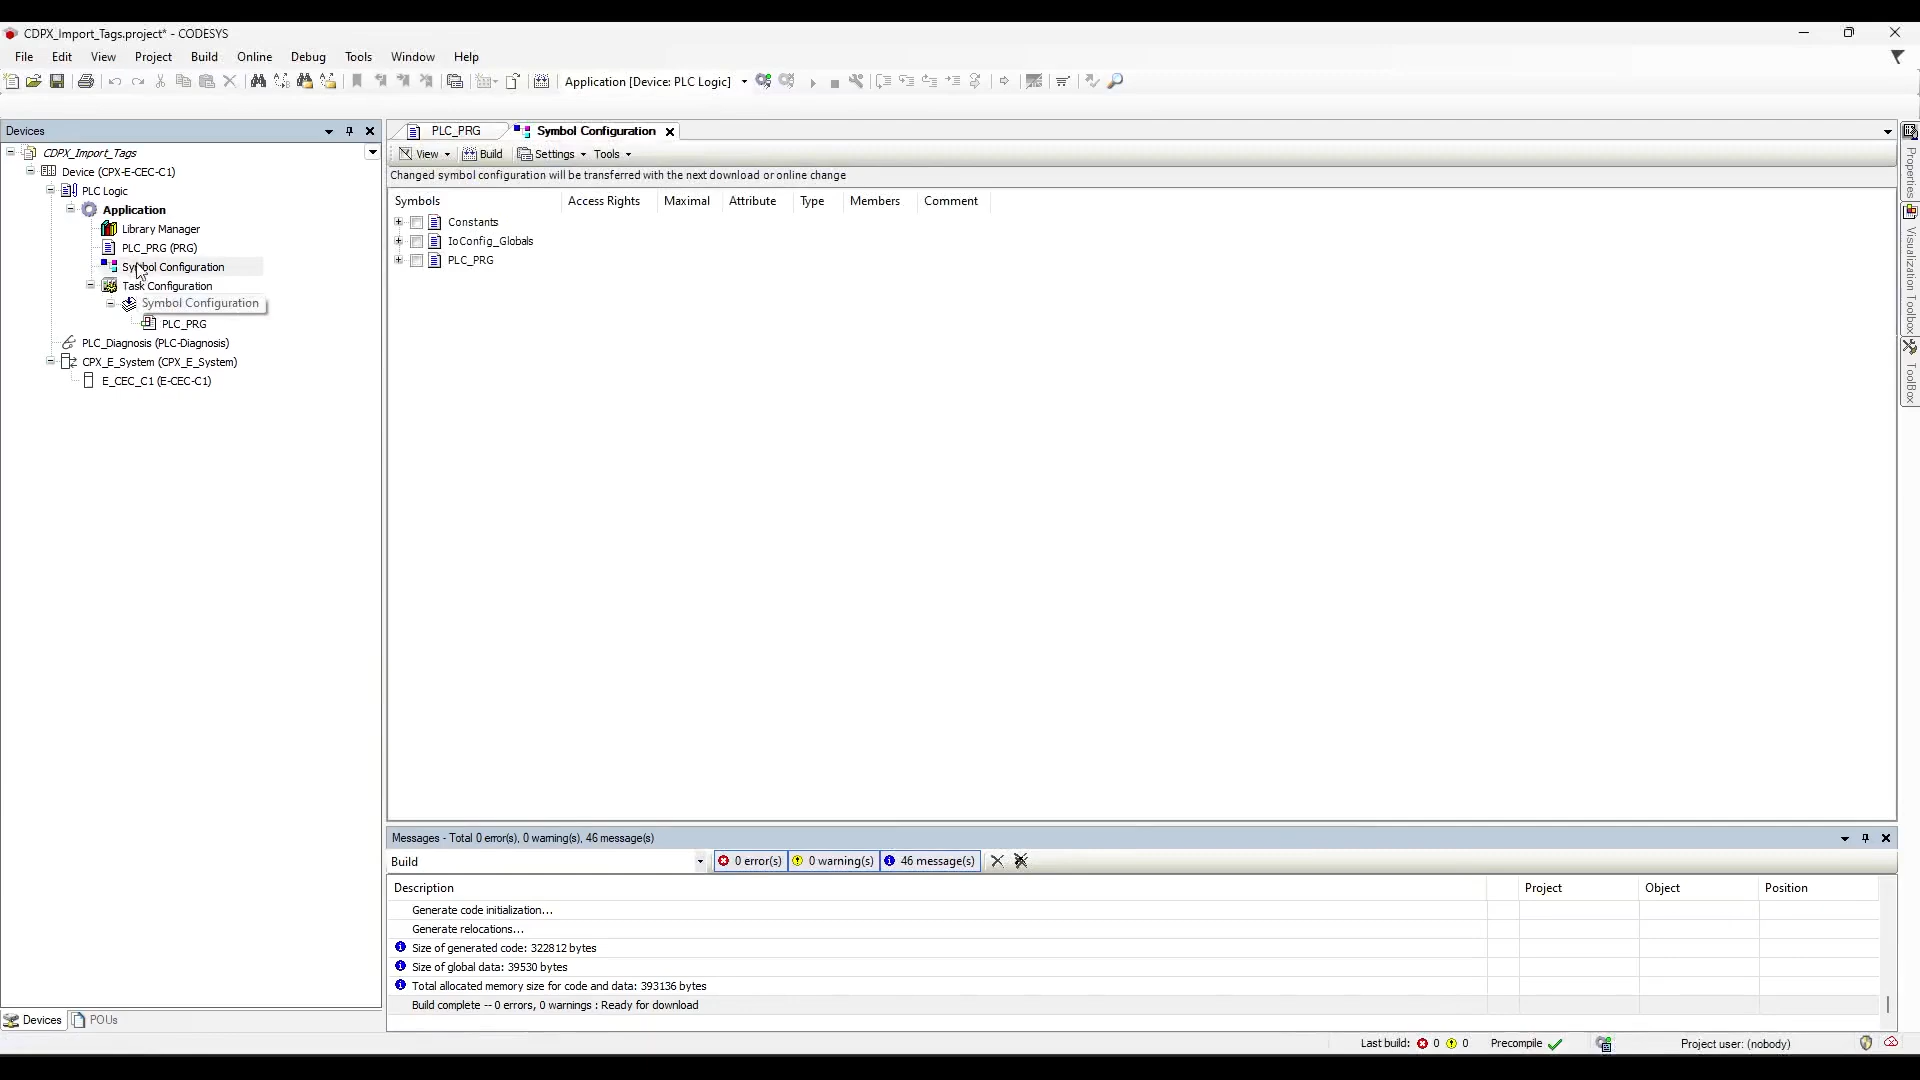 CDPX_Import_Tags.project* - CODESYS
File Edit View Project Build Online Debug Tools Window Help
Application [Device: PLC Logic]
Devices
CDPX_Import_Tags
Device (CPX-E-CEC-C1)
PLC Logic
Application
Library Manager
PLC_PRG (PRG)
Symbol Configuration
Task Configuration
Symbol Configuration
PLC_PRG
PLC_Diagnosis (PLC-Diagnosis)
CPX_E_System (CPX_E_System)
E_CEC_C1 (E-CEC-C1)
Devices POUs
PLC_PRG Symbol Configuration
View Build Settings Tools
Changed symbol configuration will be transferred with the next download or online change
Symbols Access Rights Maximal Attribute Type Members Comment
Constants
IoConfig_Globals
PLC_PRG
Properties
Visualization Toolbox
ToolBox
Messages - Total 0 error(s), 0 warning(s), 46 message(s)
Build 0 error(s) 0 warning(s) 46 message(s)
Description Project Object Position
Generate code initialization...
Generate relocations...
Size of generated code: 322812 bytes
Size of global data: 39530 bytes
Total allocated memory size for code and data: 393136 bytes
Build complete -- 0 errors, 0 warnings : Ready for download
Last build: 0 0 Precompile Project user: (nobody)